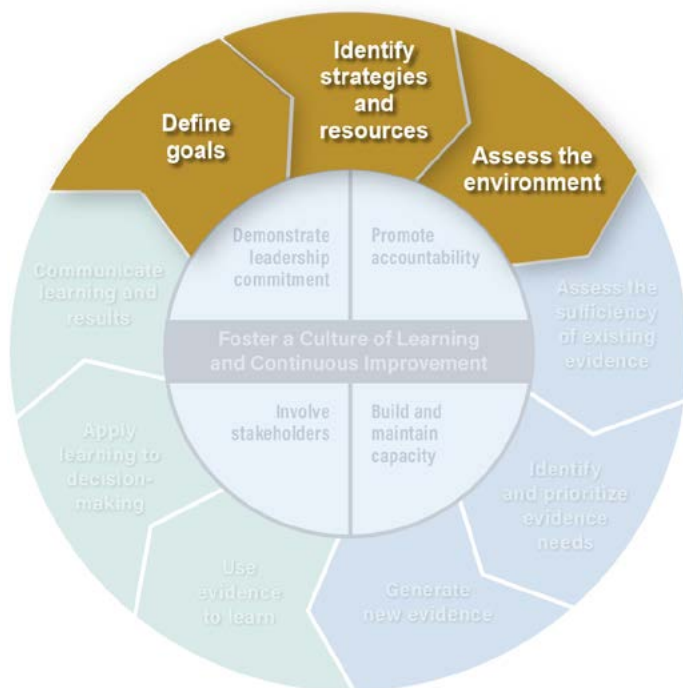 Define
goals
Identify
strategies
and
resources
Assess the
environment
Assess the
sufficiency
of existing
evidence
Identify
and prioritize
evidence
needs
Generate
new evidence
Use
evidence
to learn
Apply
learning to
decision-
making
Communicate
learning and
results
Demonstrate
leadership
commitment
Promote
accountability
Foster a Culture of Learning
and Continuous Improvement
Involve
stakeholders
Build and
maintain
capacity